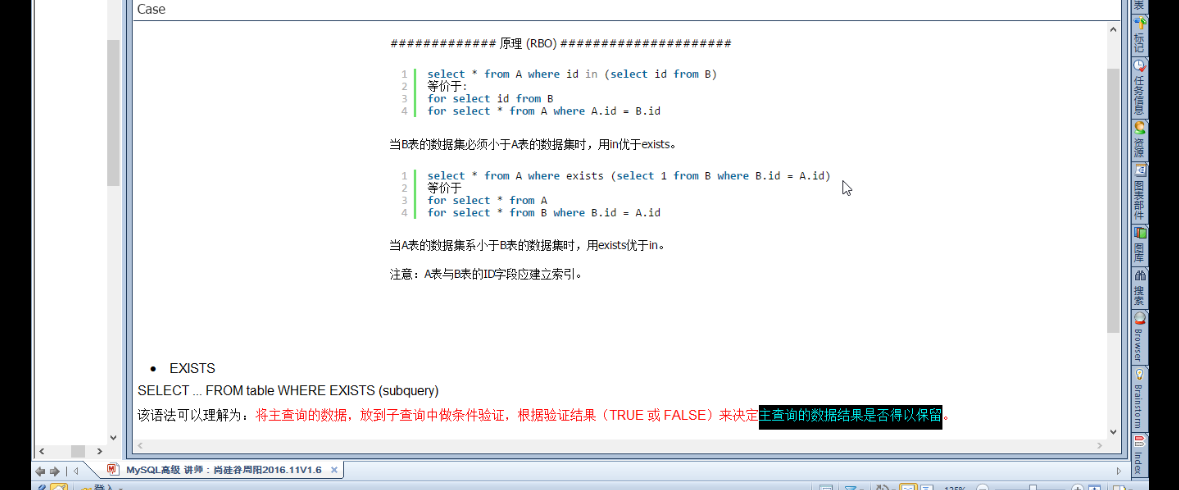 Case
############# 原理 (RBO) #####################
1 select * from A where id in (select id from B)
2 等价于:
3 for select id from B
4 for select * from A where A.id = B.id
当B表的数据集必须小于A表的数据集时，用in优于exists。
1 select * from A where exists (select 1 from B where B.id = A.id)
2 等价于
3 for select * from A
4 for select * from B where B.id = A.id
当A表的数据集系小于B表的数据集时，用exists优于in。
注意：A表与B表的ID字段应建立索引。
• EXISTS
SELECT ... FROM table WHERE EXISTS (subquery)
该语法可以理解为：将主查询的数据，放到子查询中做条件验证，根据验证结果（TRUE 或 FALSE）来决定主查询的数据结果是否得以保留。
表
标记
任务信息
资源
图表部件
图库
搜索
Browser
Brainstorm
Index
MySQL高级 讲师：尚硅谷周阳2016.11V1.6
登入
125%